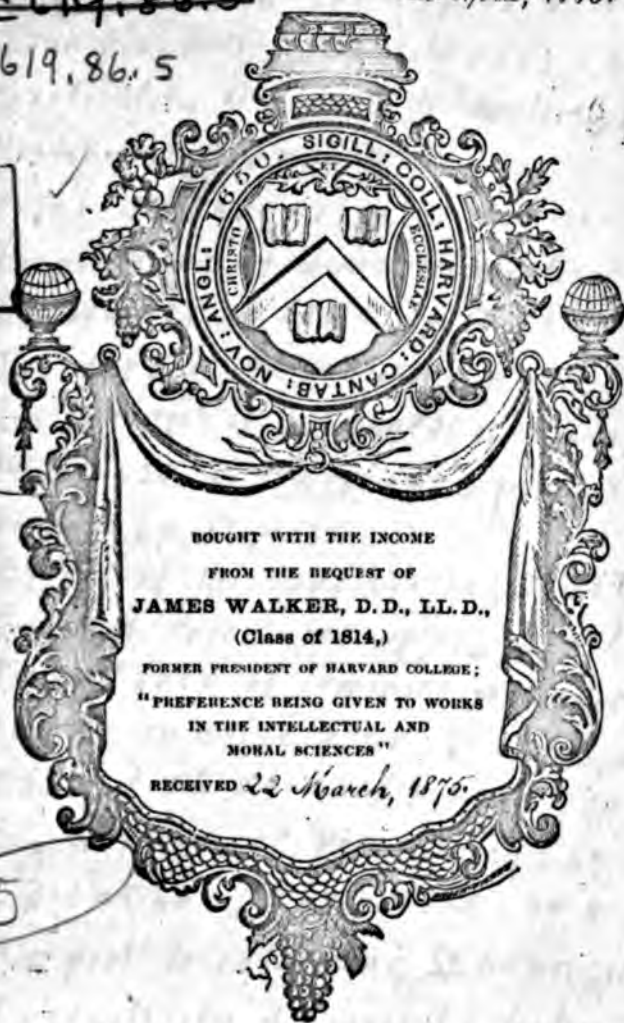 619.86.5
SIGILL: COLL: HARVARD: CANTAB: NOV: ANGL: 1650.
ET
CHRISTO
ECCLESIAE
BOUGHT WITH THE INCOME
FROM THE BEQUEST OF
JAMES WALKER, D.D., LL.D.,
(Class of 1814,)
FORMER PRESIDENT OF HARVARD COLLEGE;
"PREFERENCE BEING GIVEN TO WORKS
IN THE INTELLECTUAL AND
MORAL SCIENCES"
RECEIVED 22 March, 1875.
5